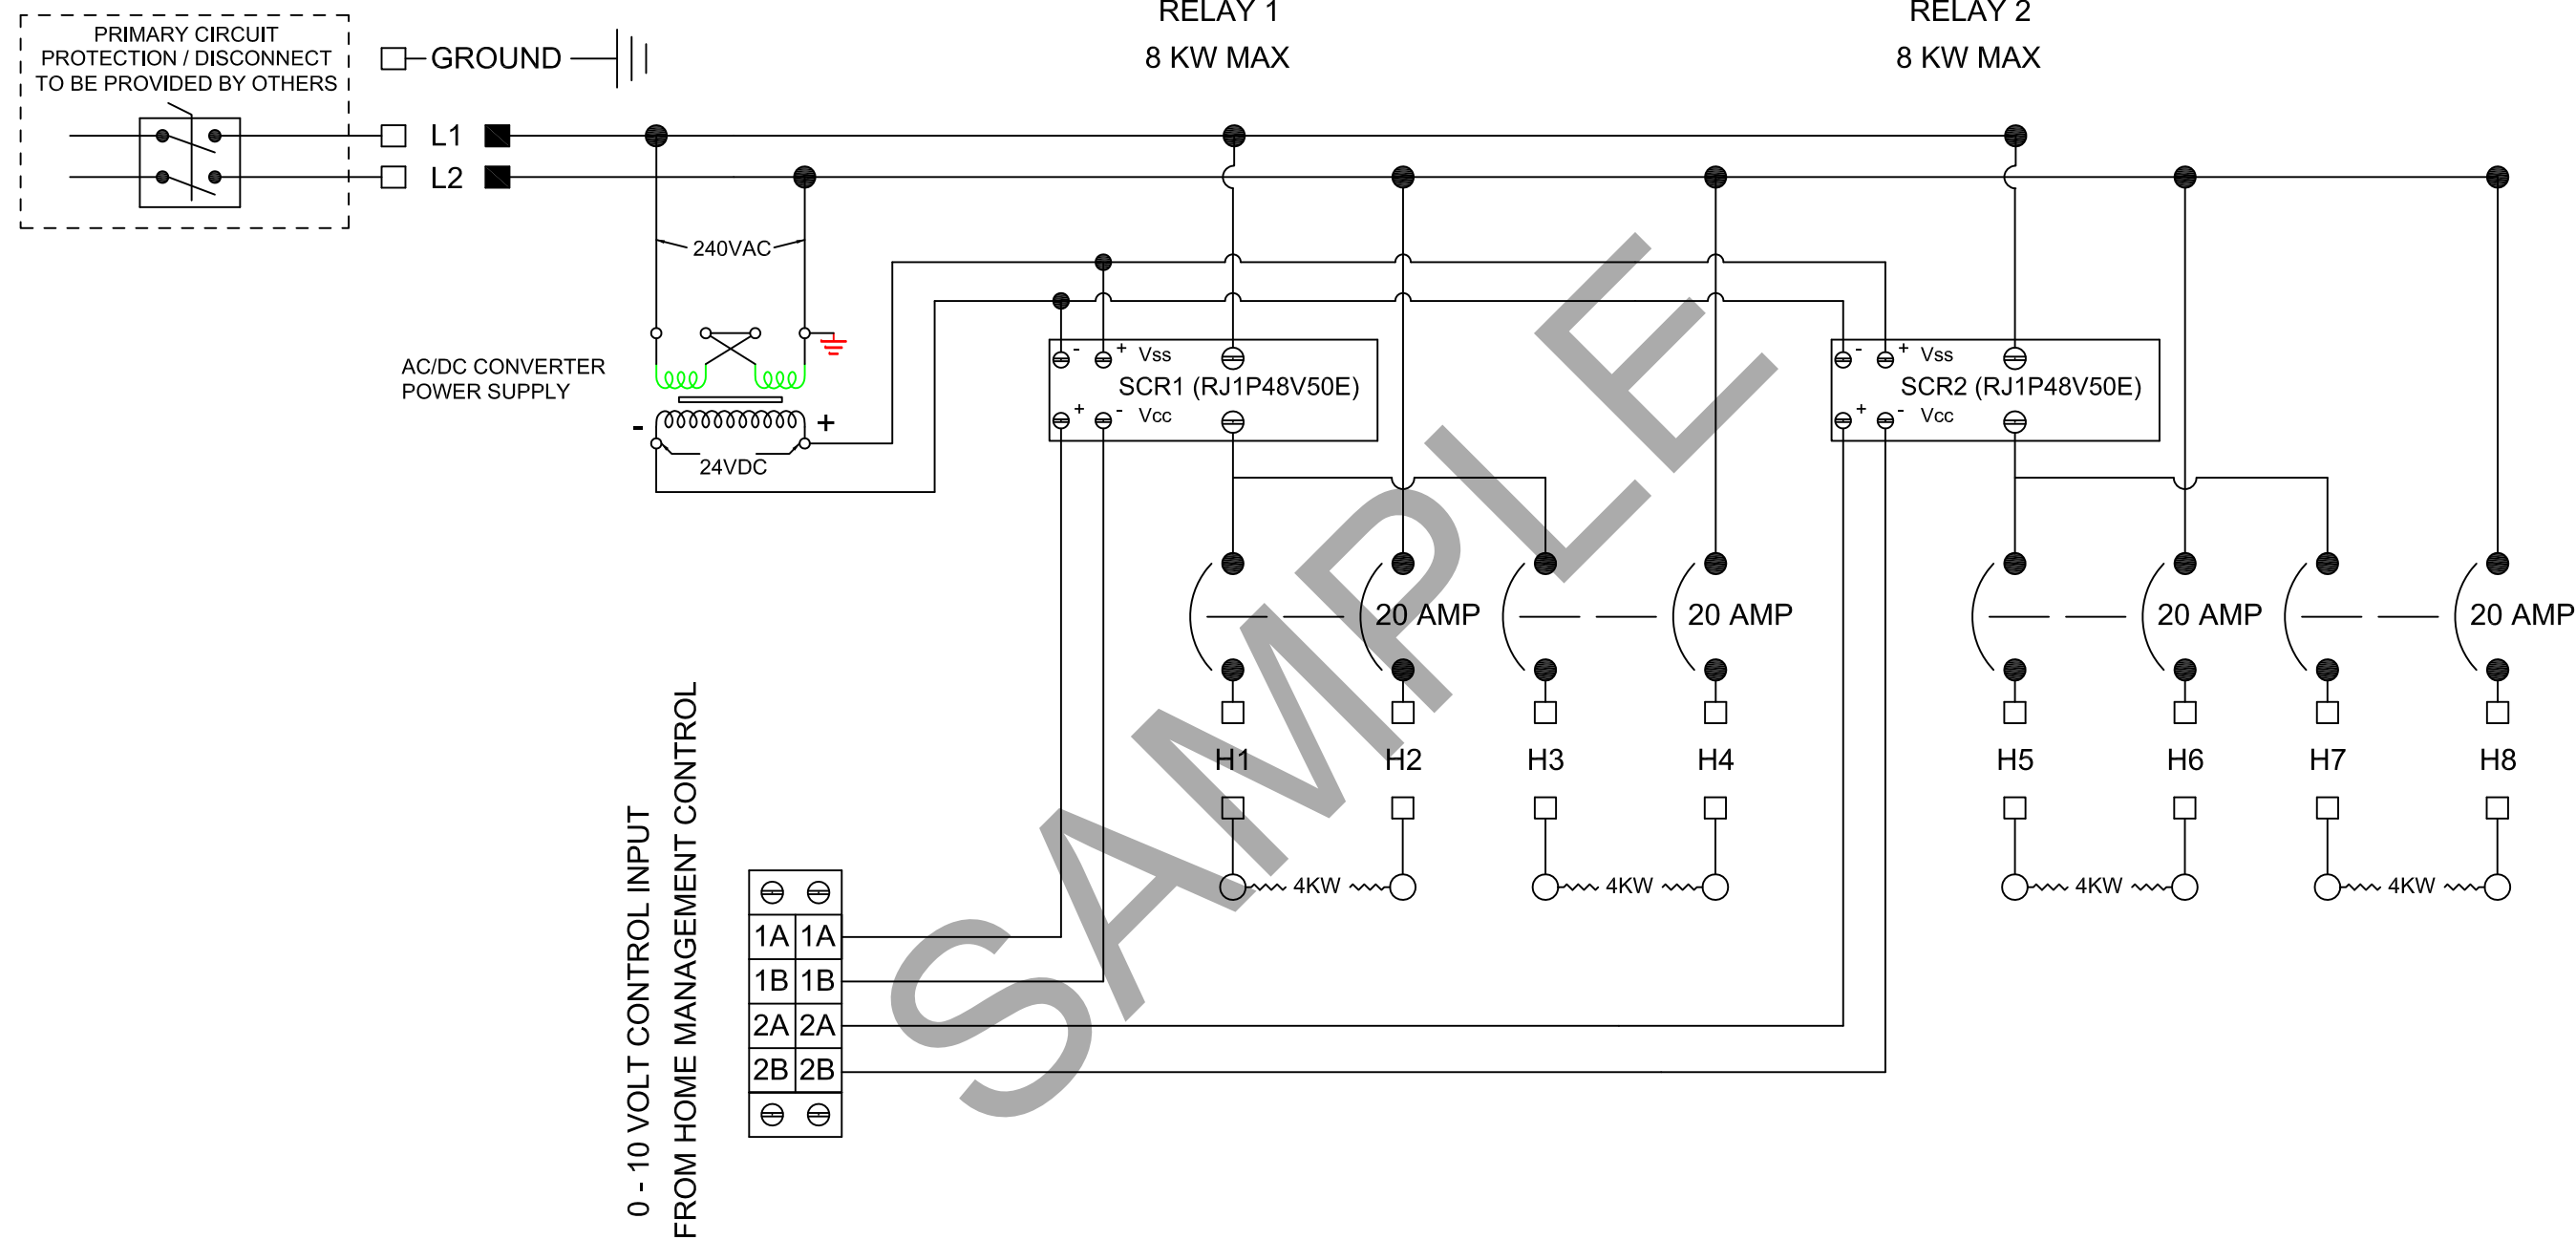 RELAY 1
8 KW MAX
RELAY 2
8 KW MAX
PRIMARY CIRCUIT
PROTECTION / DISCONNECT
TO BE PROVIDED BY OTHERS
GROUND
L1
L2
240VAC
AC/DC CONVERTER
POWER SUPPLY
- +
24VDC
- + Vss
SCR1 (RJ1P48V50E)
+ - Vcc
- + Vss
SCR2 (RJ1P48V50E)
+ - Vcc
20 AMP
20 AMP
20 AMP
20 AMP
H1
H2
H3
H4
H5
H6
H7
H8
4KW
4KW
4KW
4KW
0 - 10 VOLT CONTROL INPUT
FROM HOME MANAGEMENT CONTROL
1A 1A
1B 1B
2A 2A
2B 2B
SAMPLE